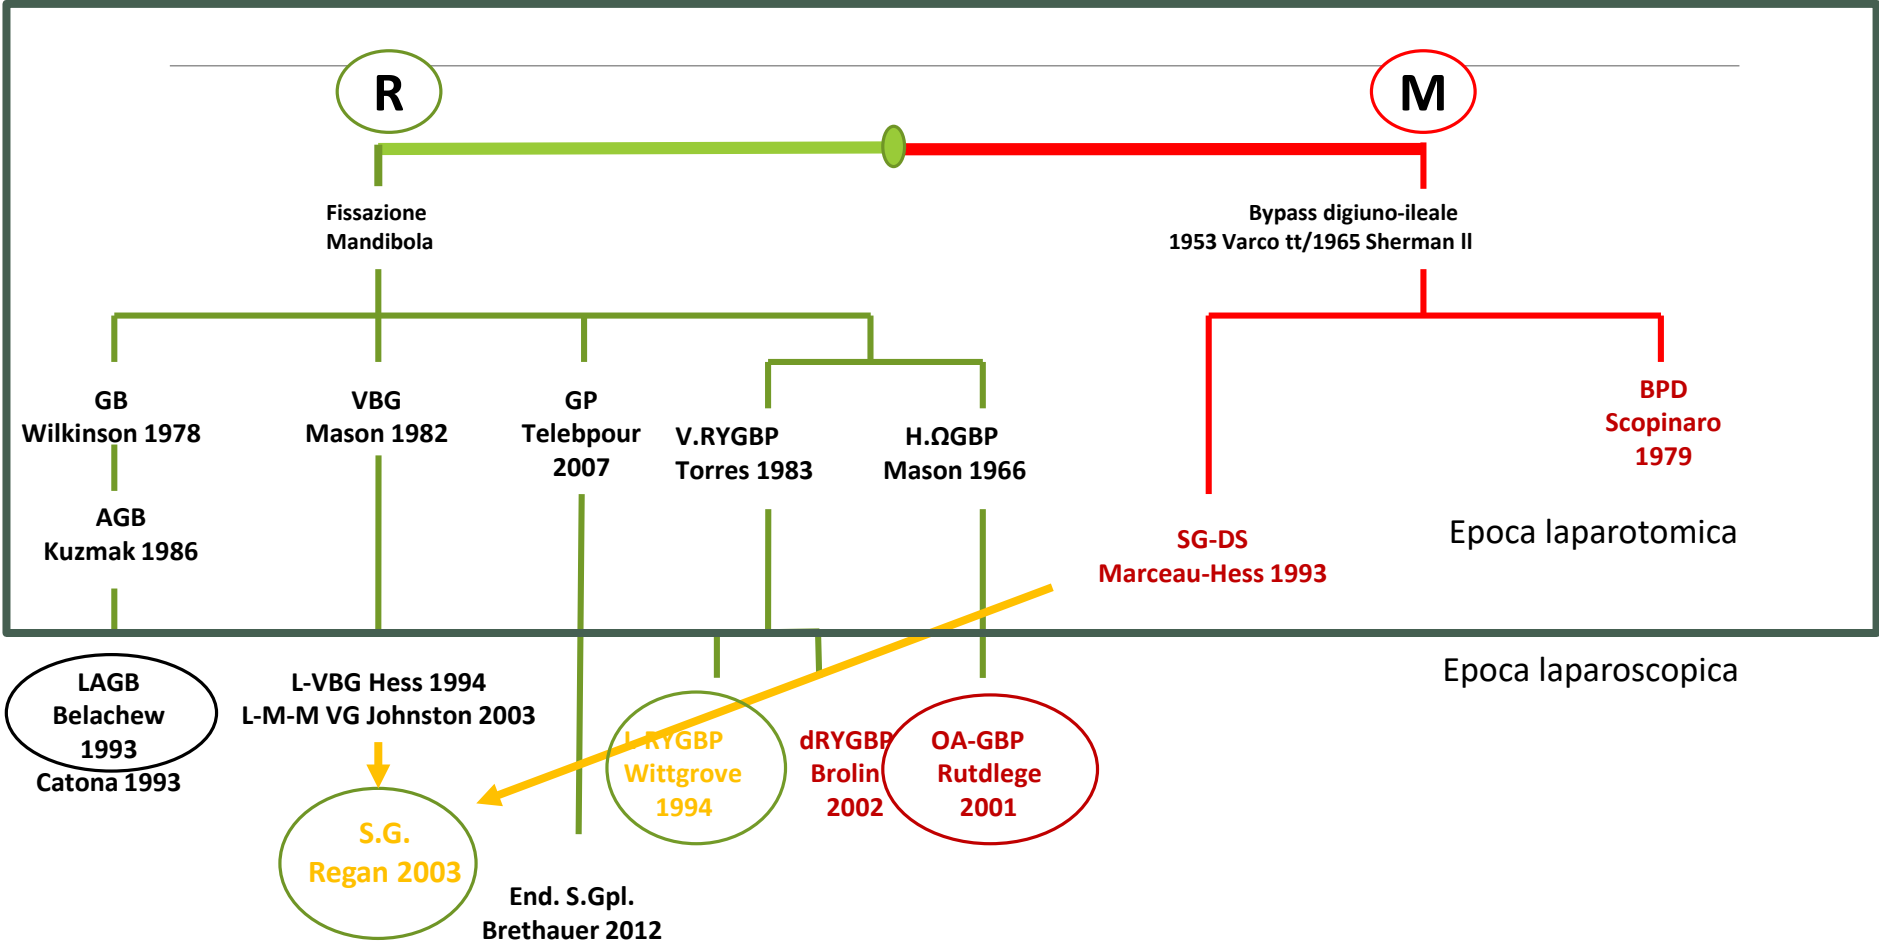 R
M
Fissazione
Mandibola
Bypass digiuno-ileale
1953 Varco tt/1965 Sherman ll
GB
Wilkinson 1978
VBG
Mason 1982
GP
Telebpour
2007
V.RYGBP
Torres 1983
H.ΩGBP
Mason 1966
BPD
Scopinaro
1979
AGB
Kuzmak 1986
SG-DS
Marceau-Hess 1993
Epoca laparotomica
Epoca laparoscopica
LAGB
Belachew
1993
Catona 1993
L-VBG Hess 1994
L-M-M VG Johnston 2003
L-RYGBP
Wittgrove
1994
dRYGBP
Brolin
2002
OA-GBP
Rutdlege
2001
S.G.
Regan 2003
End. S.Gpl.
Brethauer 2012